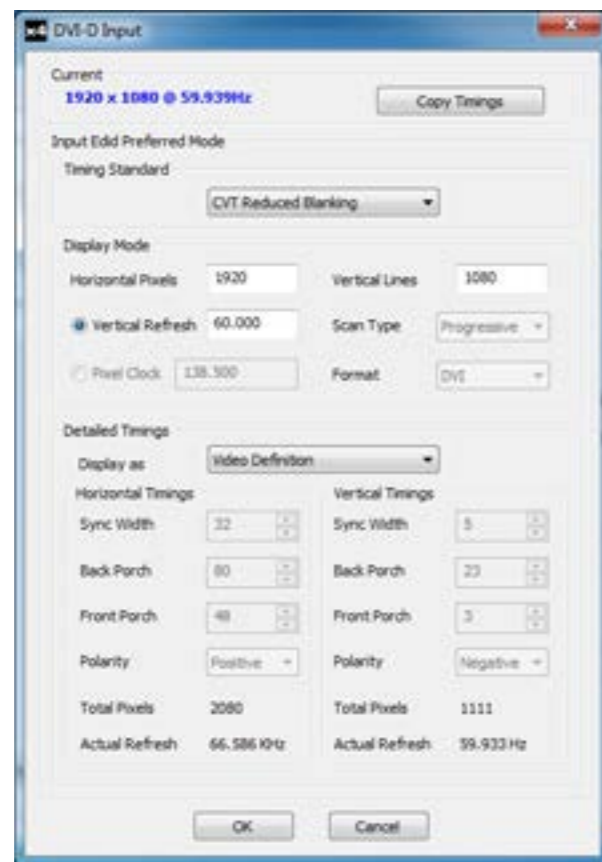 x4 DVI-D Input
Current
1920 x 1080 @ 59.939Hz
Copy Timings
Input Edid Preferred Mode
Timing Standard
CVT Reduced Blanking
Display Mode
Horizontal Pixels 1920 Vertical Lines 1080
Vertical Refresh 60.000 Scan Type Progressive
Pixel Clock 138.500 Format DVI
Detailed Timings
Display as Video Definition
Horizontal Timings Vertical Timings
Sync Width 32 Sync Width 5
Back Porch 80 Back Porch 23
Front Porch 48 Front Porch 3
Polarity Positive Polarity Negative
Total Pixels 2080 Total Pixels 1111
Actual Refresh 66.586 KHz Actual Refresh 59.933 Hz
OK Cancel